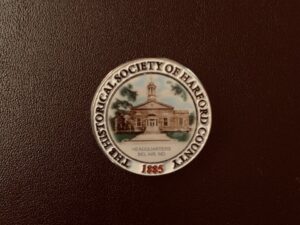 THE HISTORICAL SOCIETY OF HARFORD COUNTY
HEADQUARTERS
BEL AIR, MD
1885